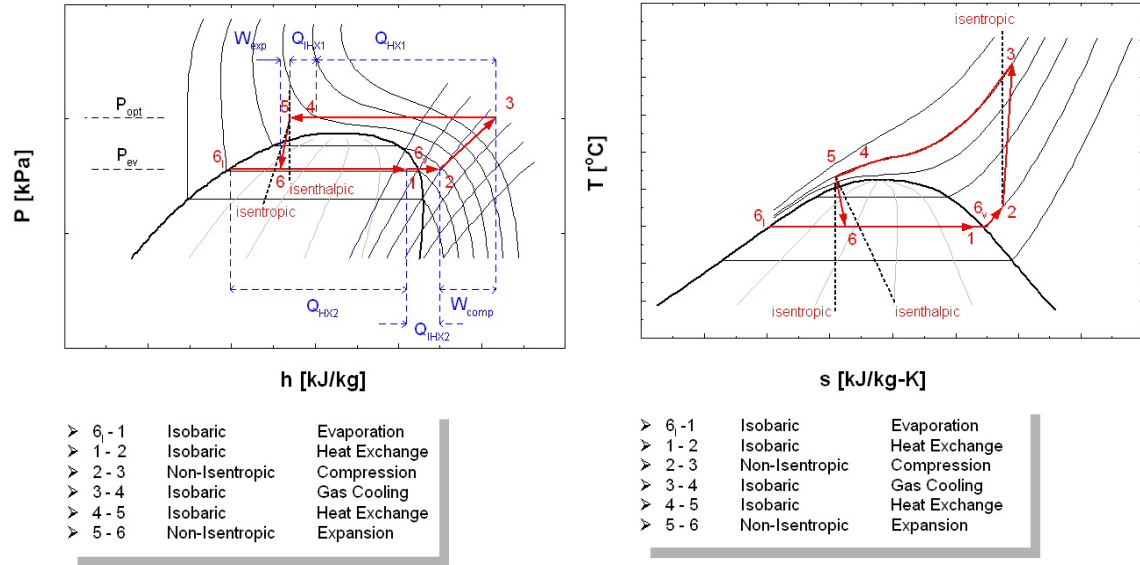 W_exp Q_IHX1 Q_HX1
P_opt
5 4 3
P_ev
6_l 6_v
6 1 2
isenthalpic
isentropic
P [kPa]
Q_HX2 W_comp
Q_IHX2
h [kJ/kg]
➢ 6_l - 1 Isobaric Evaporation
➢ 1 - 2 Isobaric Heat Exchange
➢ 2 - 3 Non-Isentropic Compression
➢ 3 - 4 Isobaric Gas Cooling
➢ 4 - 5 Isobaric Heat Exchange
➢ 5 - 6 Non-Isentropic Expansion
isentropic
3
5 4
T [°C]
6_l 6_v 2
6 1
isentropic isenthalpic
s [kJ/kg-K]
➢ 6_l - 1 Isobaric Evaporation
➢ 1 - 2 Isobaric Heat Exchange
➢ 2 - 3 Non-Isentropic Compression
➢ 3 - 4 Isobaric Gas Cooling
➢ 4 - 5 Isobaric Heat Exchange
➢ 5 - 6 Non-Isentropic Expansion